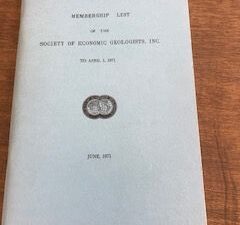 MEMBERSHIP LIST
OF THE
SOCIETY OF ECONOMIC GEOLOGISTS, INC.
TO APRIL 1, 1971
JUNE, 1971